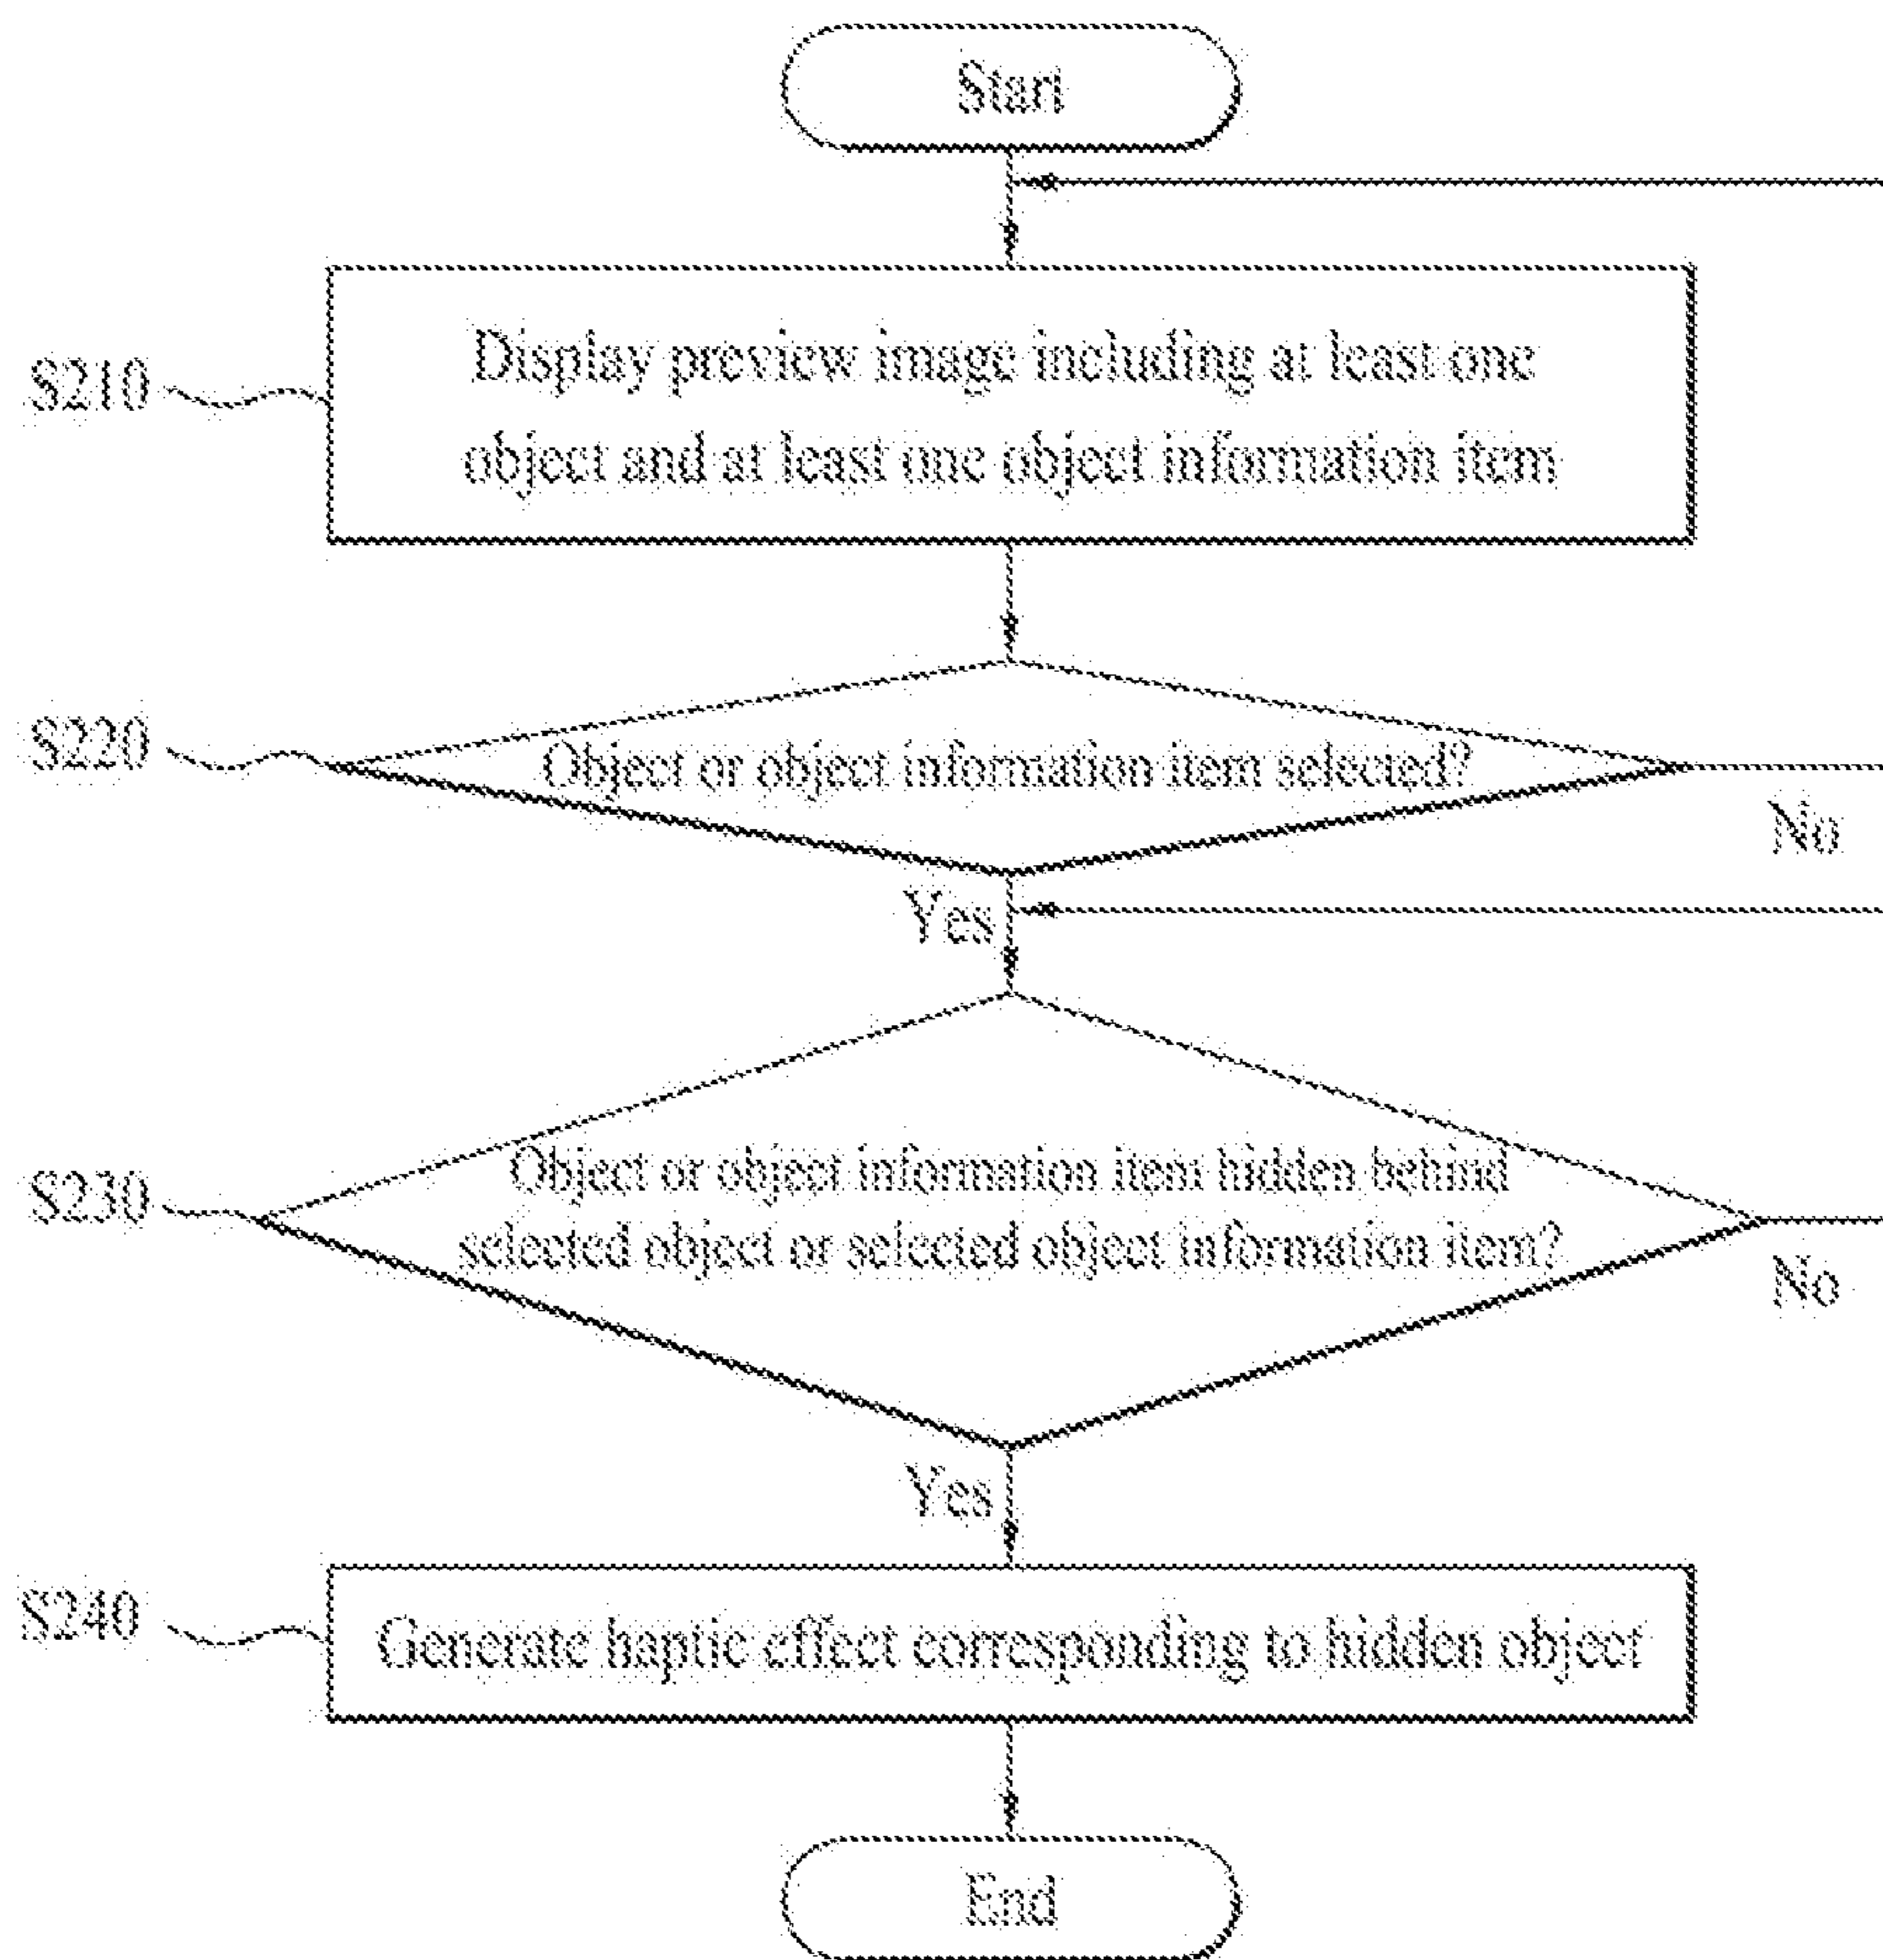 Start
S210
Display preview image including at least one
object and at least one object information item
S220
Object or object information item selected?
No
Yes
S230
Object or object information item hidden behind
selected object or selected object information item?
No
Yes
S240
Generate haptic effect corresponding to hidden object
End